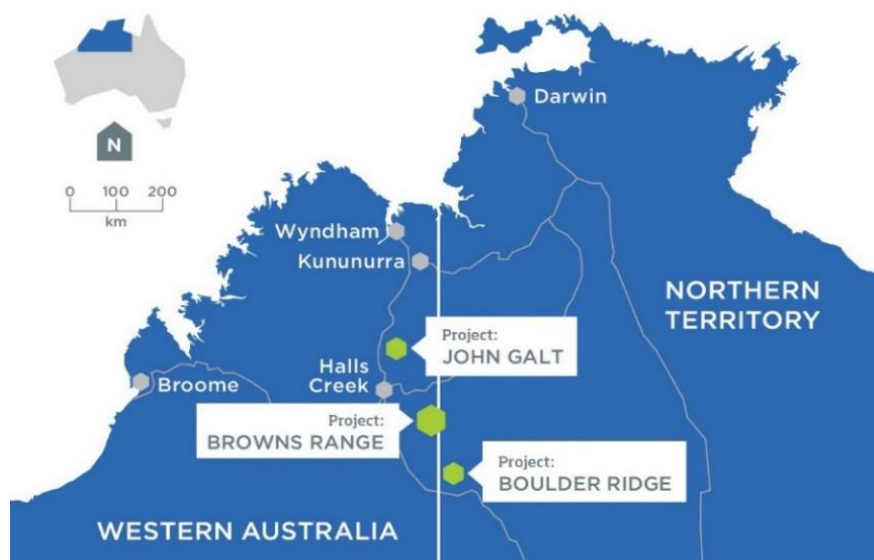 Darwin
N
0 100 200
km
Wyndham
Kununurra
NORTHERN
TERRITORY
Project:
JOHN GALT
Halls
Creek
Broome
Project:
BROWNS RANGE
Project:
BOULDER RIDGE
WESTERN AUSTRALIA